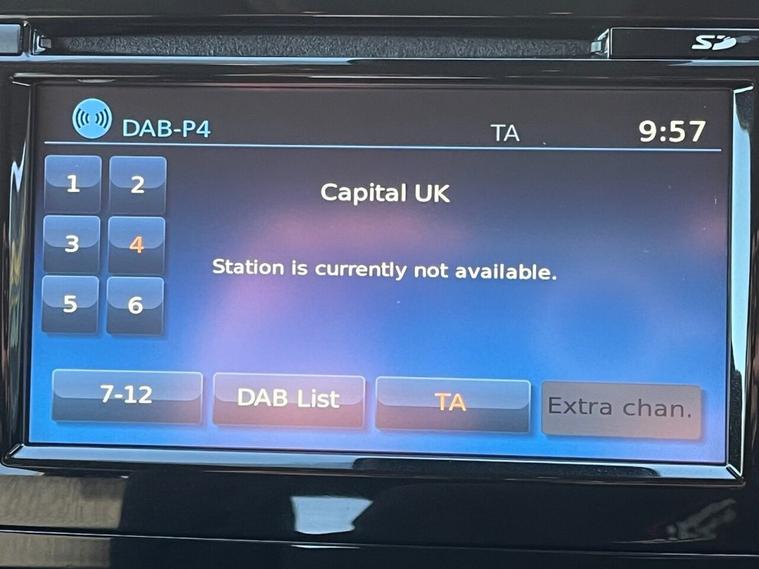 SD
DAB-P4 TA 9:57
1 2
Capital UK
3 4
Station is currently not available.
5 6
7-12 DAB List TA Extra chan.